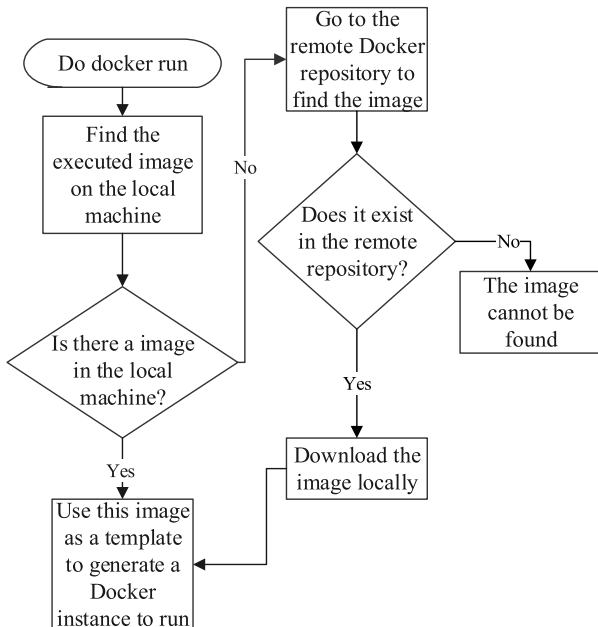 Do docker run
Find the
executed image
on the local
machine
Is there a image
in the local
machine?
Yes
Use this image
as a template
to generate a
Docker
instance to run
No
Go to the
remote Docker
repository to
find the image
Does it exist
in the remote
repository?
No
The image
cannot be
found
Yes
Download the
image locally